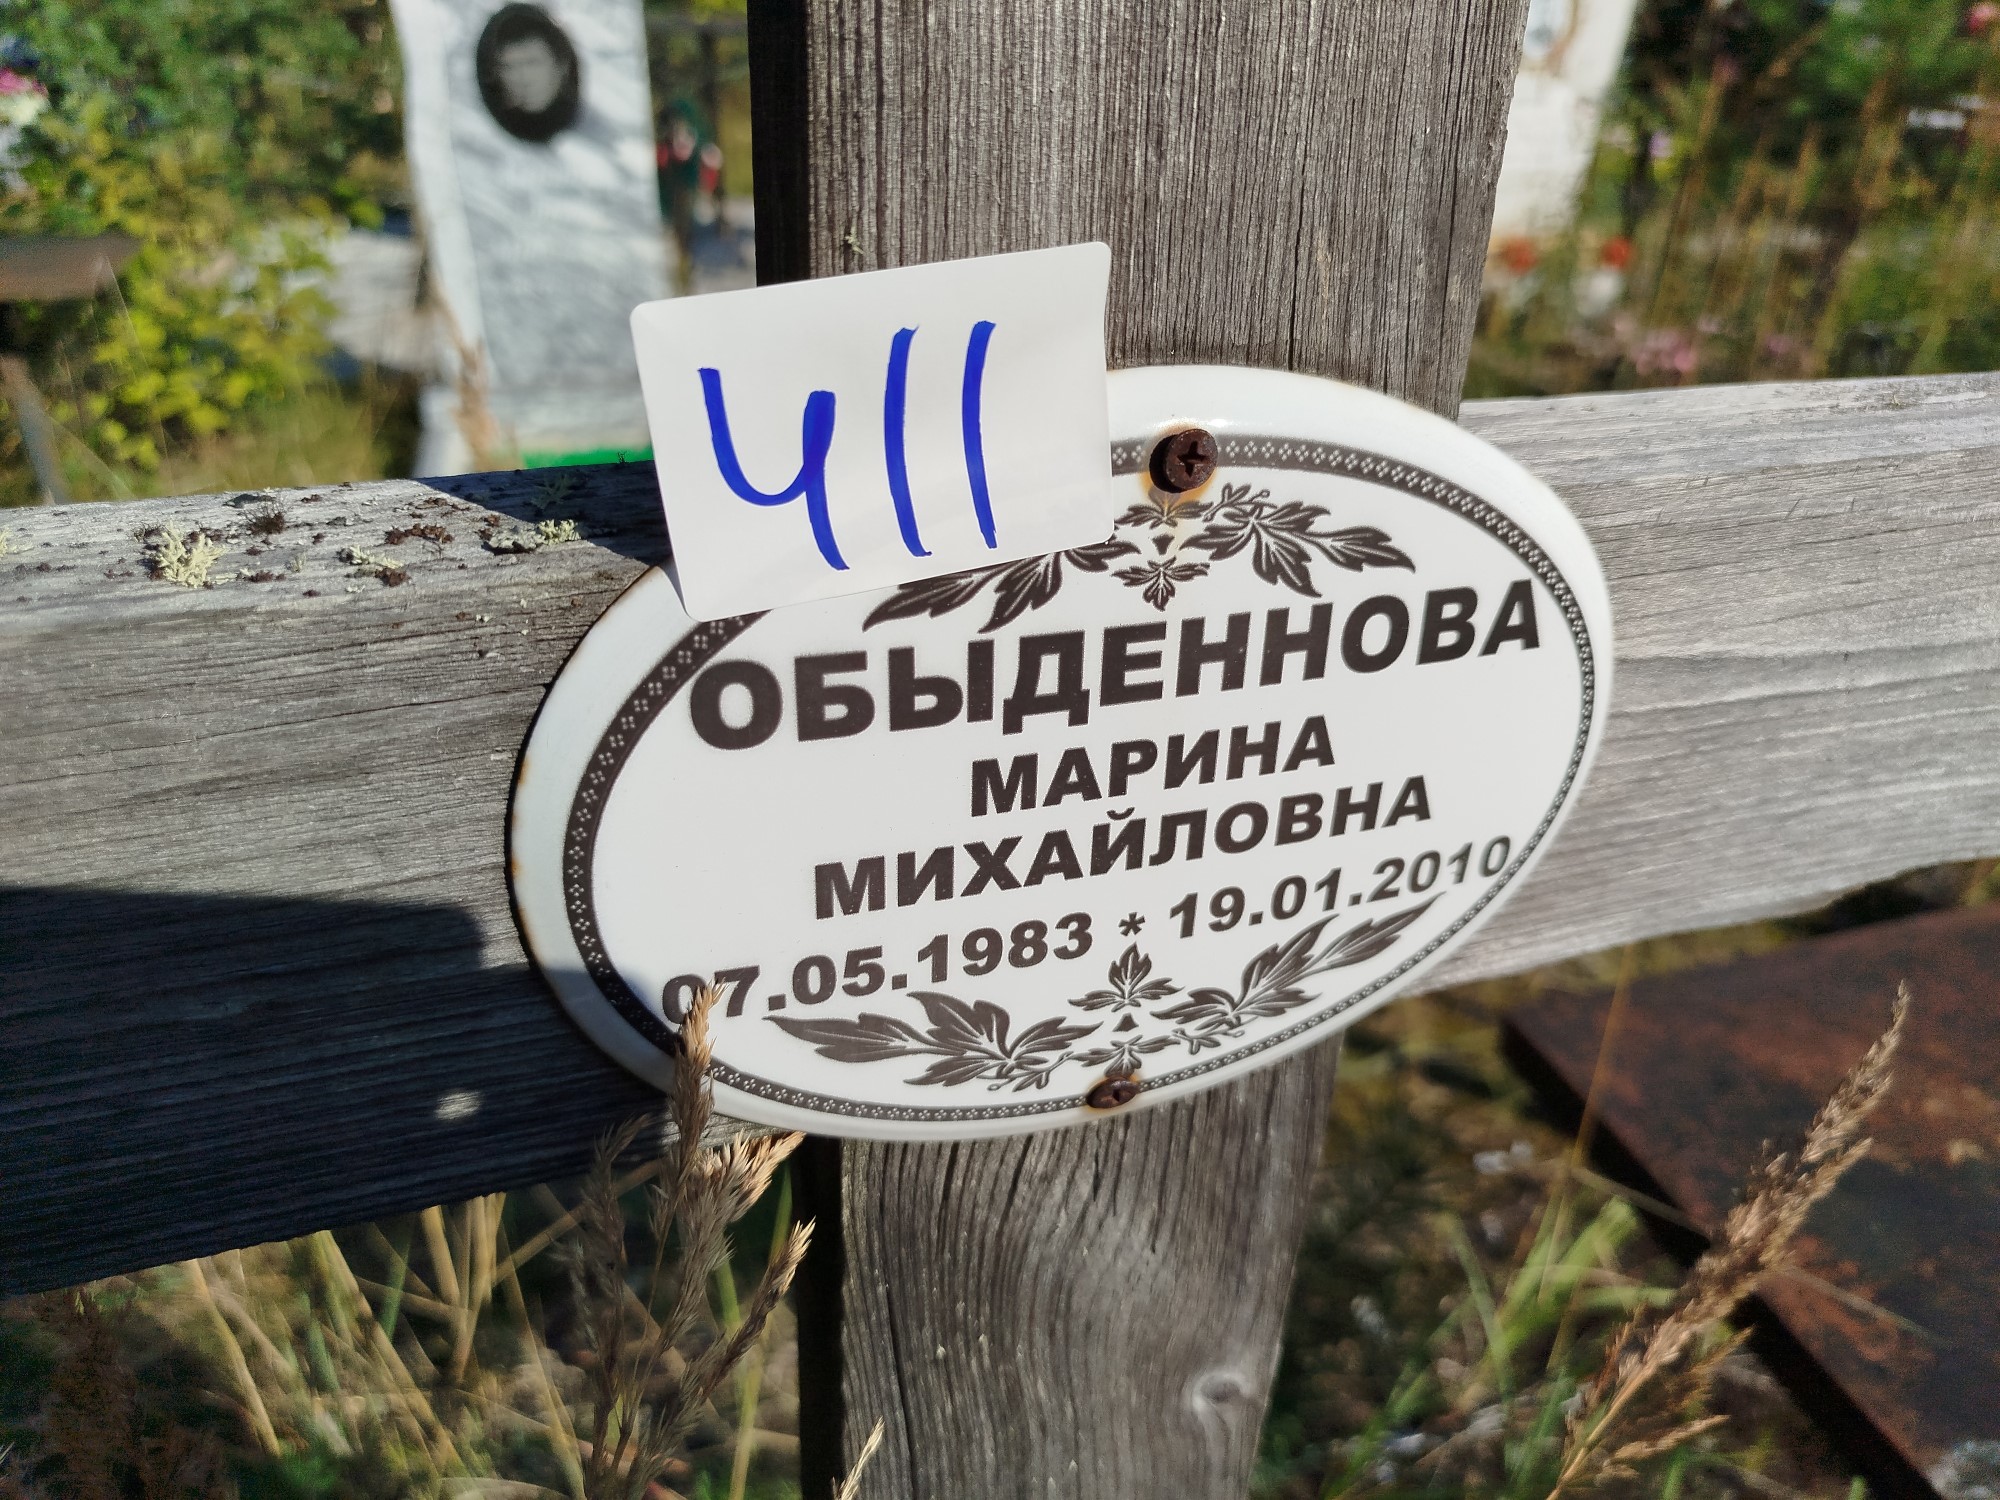 411
ОБЫДЕННОВА
МАРИНА
МИХАЙЛОВНА
07.05.1983 * 19.01.2010